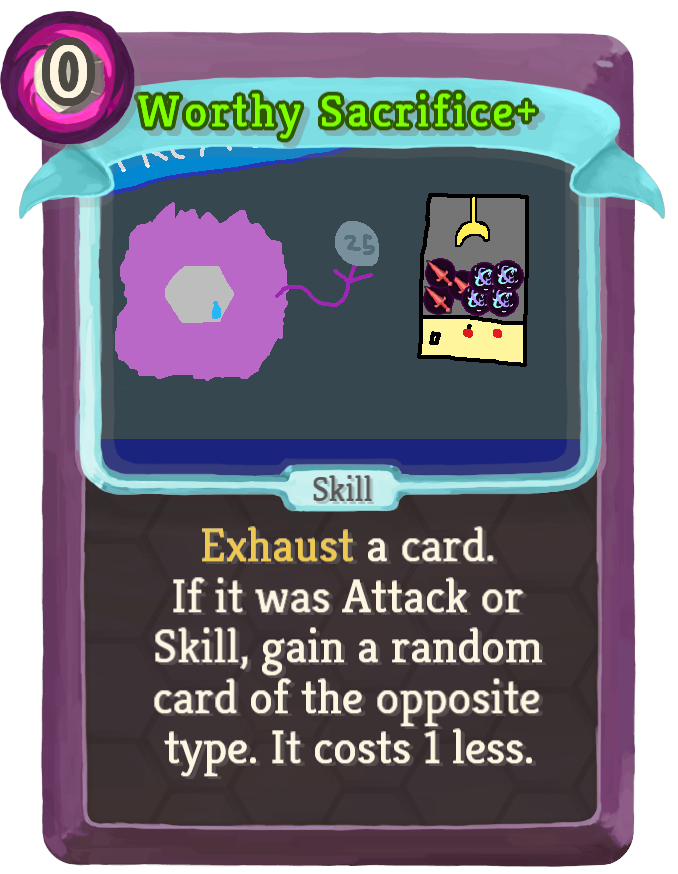 0
Worthy Sacrifice+
25
Skill
Exhaust a card.
If it was Attack or
Skill, gain a random
card of the opposite
type. It costs 1 less.